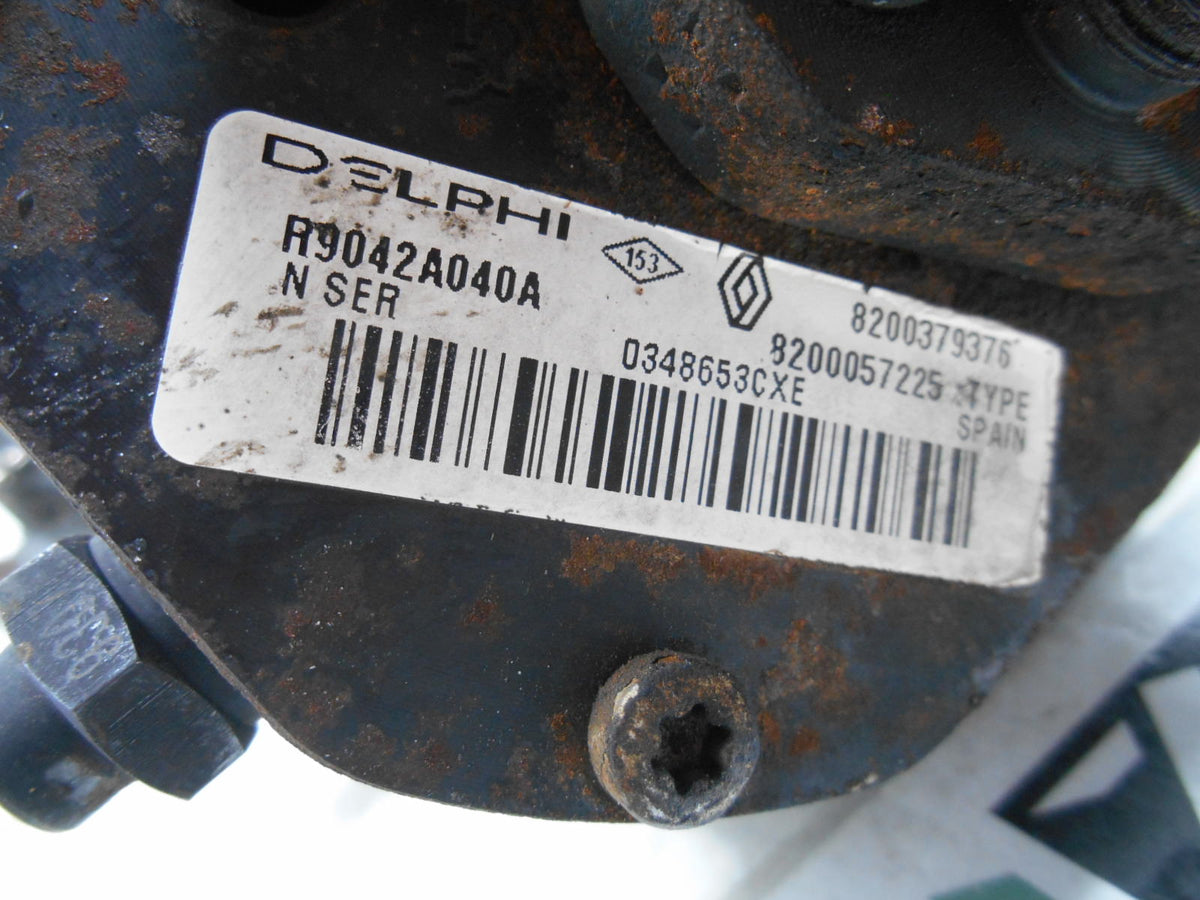 DELPHI
R9042A040A
153
8200379376
N SER
0348653CXE
8200057225 TYPE
SPAIN